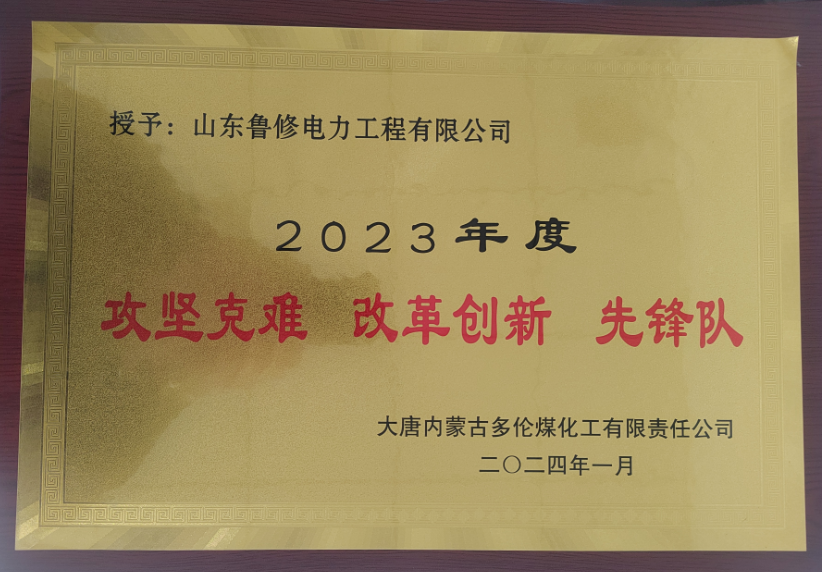 授予：山东鲁修电力工程有限公司
2023年度
攻坚克难 改革创新 先锋队
大唐内蒙古多伦煤化工有限责任公司
二〇二四年一月